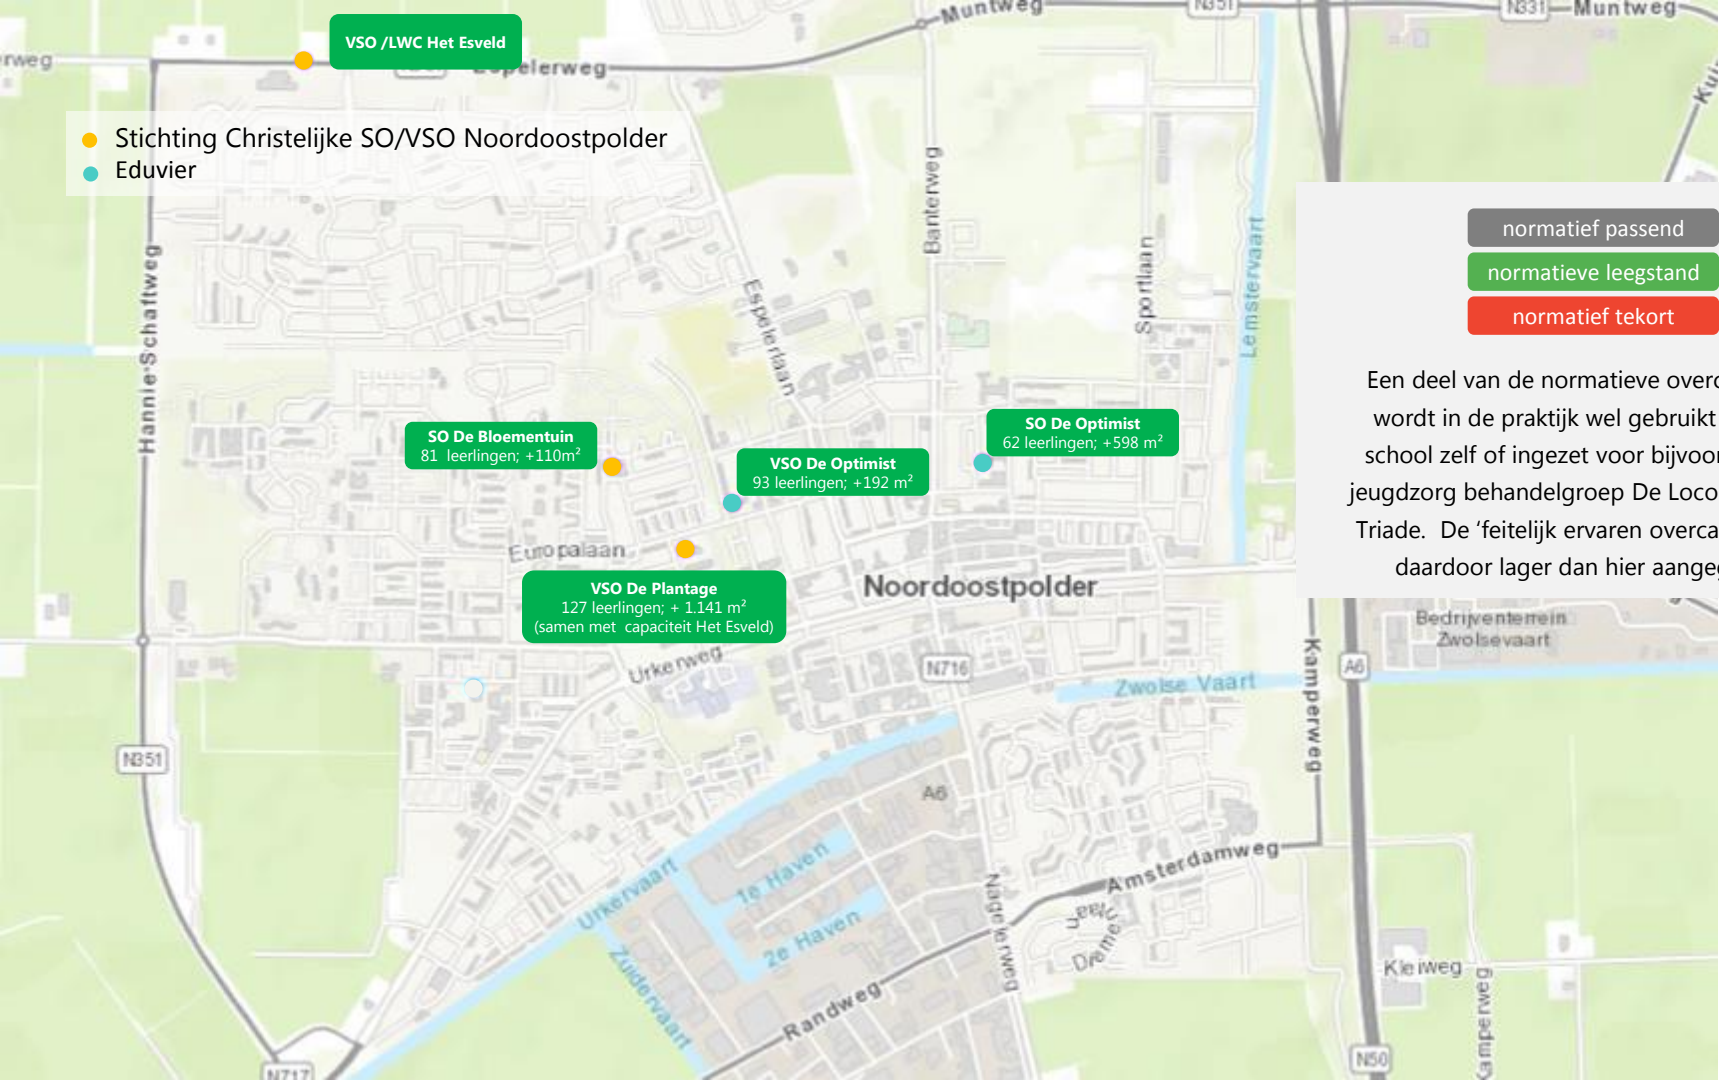 Muntweg
N351
N331
Muntweg
VSO /LWC Het Esveld
Espelerweg
rweg
Stichting Christelijke SO/VSO Noordoostpolder
Eduvier
Banterweg
Hannie-Schaftweg
Espelerlaan
Sportlaan
Lemstervaart
normatief passend
normatieve leegstand
normatief tekort
Een deel van de normatieve
wordt in de praktijk wel gebruikt
school zelf of ingezet voor
jeugdzorg behandelgroep De
Triade. De ‘feitelijk ervaren
daardoor lager dan hier
SO De Bloementuin
81 leerlingen; +110m²
VSO De Optimist
93 leerlingen; +192 m²
SO De Optimist
62 leerlingen; +598 m²
Europalaan
VSO De Plantage
127 leerlingen; + 1.141 m²
(samen met capaciteit Het Esveld)
Noordoostpolder
Bedrijventerrein
Zwolsevaart
Urkerweg
N716
Zwolse Vaart
Kamperweg
A6
N351
A6
1e Haven
2e Haven
Urkervaart
Zuidervaart
Nagelerweg
Amsterdamweg
Randweg
Kleiweg
Kamperweg
N50
N717